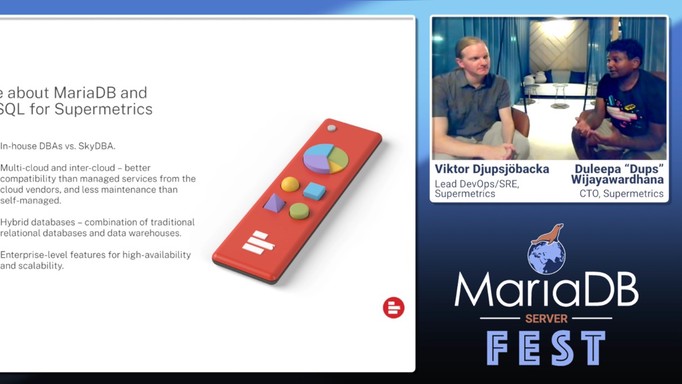 e about MariaDB and
SQL for Supermetrics
In-house DBAs vs. SkyDBA.
Multi-cloud and inter-cloud – better
compatibility than managed services from the
cloud vendors, and less maintenance than
self-managed.
Hybrid databases – combination of traditional
relational databases and data warehouses.
Enterprise-level features for high-availability
and scalability.
Viktor Djupsjöbacka
Lead DevOps/SRE,
Supermetrics
Duleepa “Dups”
Wijayawardhana
CTO, Supermetrics
MariaDB
SERVER
FEST